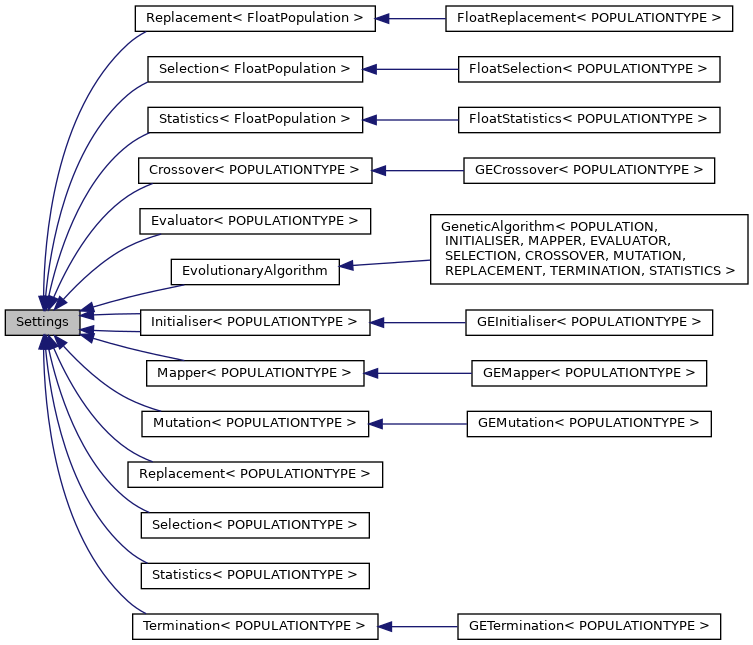 Replacement< FloatPopulation >
FloatReplacement< POPULATIONTYPE >
Selection< FloatPopulation >
FloatSelection< POPULATIONTYPE >
Statistics< FloatPopulation >
FloatStatistics< POPULATIONTYPE >
Crossover< POPULATIONTYPE >
GECrossover< POPULATIONTYPE >
Evaluator< POPULATIONTYPE >
GeneticAlgorithm< POPULATION,
INITIALISER, MAPPER, EVALUATOR,
SELECTION, CROSSOVER, MUTATION,
REPLACEMENT, TERMINATION, STATISTICS >
EvolutionaryAlgorithm
Settings
Initialiser< POPULATIONTYPE >
GEInitialiser< POPULATIONTYPE >
Mapper< POPULATIONTYPE >
GEMapper< POPULATIONTYPE >
Mutation< POPULATIONTYPE >
GEMutation< POPULATIONTYPE >
Replacement< POPULATIONTYPE >
Selection< POPULATIONTYPE >
Statistics< POPULATIONTYPE >
Termination< POPULATIONTYPE >
GETermination< POPULATIONTYPE >